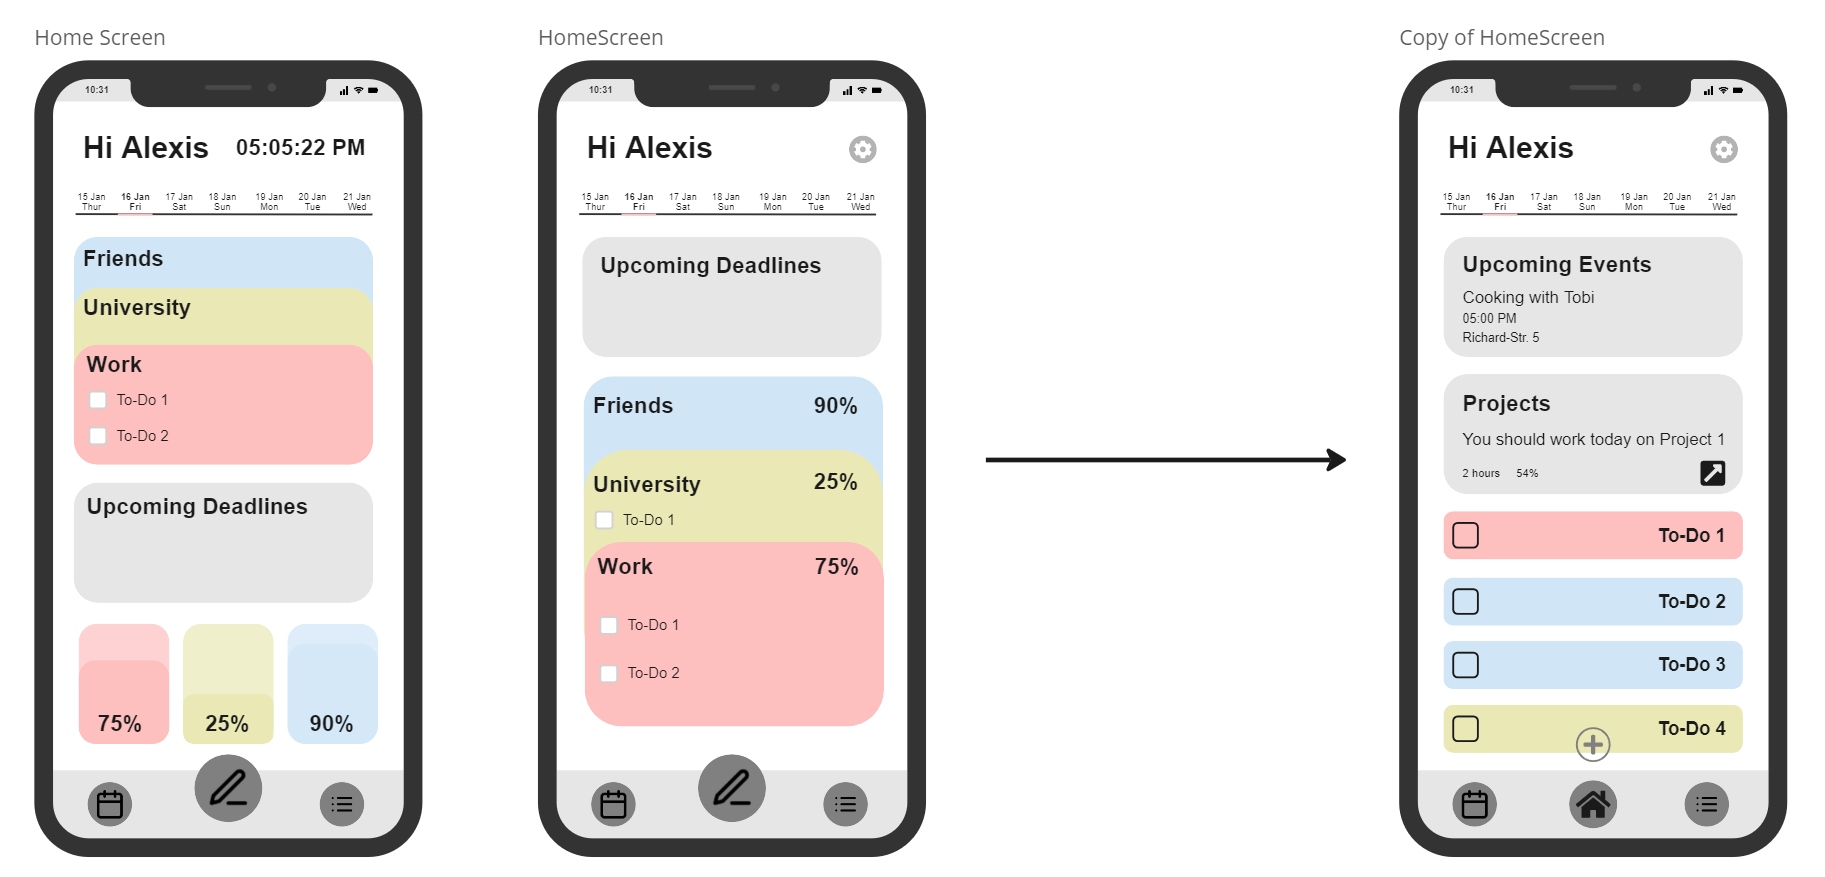 Home Screen
10:31
Hi Alexis
05:05:22 PM
15 Jan 16 Jan 17 Jan 18 Jan 19 Jan 20 Jan 21 Jan
Thur Fri Sat Sun Mon Tue Wed
Friends
University
Work
To-Do 1
To-Do 2
Upcoming Deadlines
75% 25% 90%
HomeScreen
10:31
Hi Alexis
15 Jan 16 Jan 17 Jan 18 Jan 19 Jan 20 Jan 21 Jan
Thur Fri Sat Sun Mon Tue Wed
Upcoming Deadlines
Friends 90%
University 25%
To-Do 1
Work 75%
To-Do 1
To-Do 2
Copy of HomeScreen
10:31
Hi Alexis
15 Jan 16 Jan 17 Jan 18 Jan 19 Jan 20 Jan 21 Jan
Thur Fri Sat Sun Mon Tue Wed
Upcoming Events
Cooking with Tobi
05:00 PM
Richard-Str. 5
Projects
You should work today on Project 1
2 hours 54%
To-Do 1
To-Do 2
To-Do 3
To-Do 4